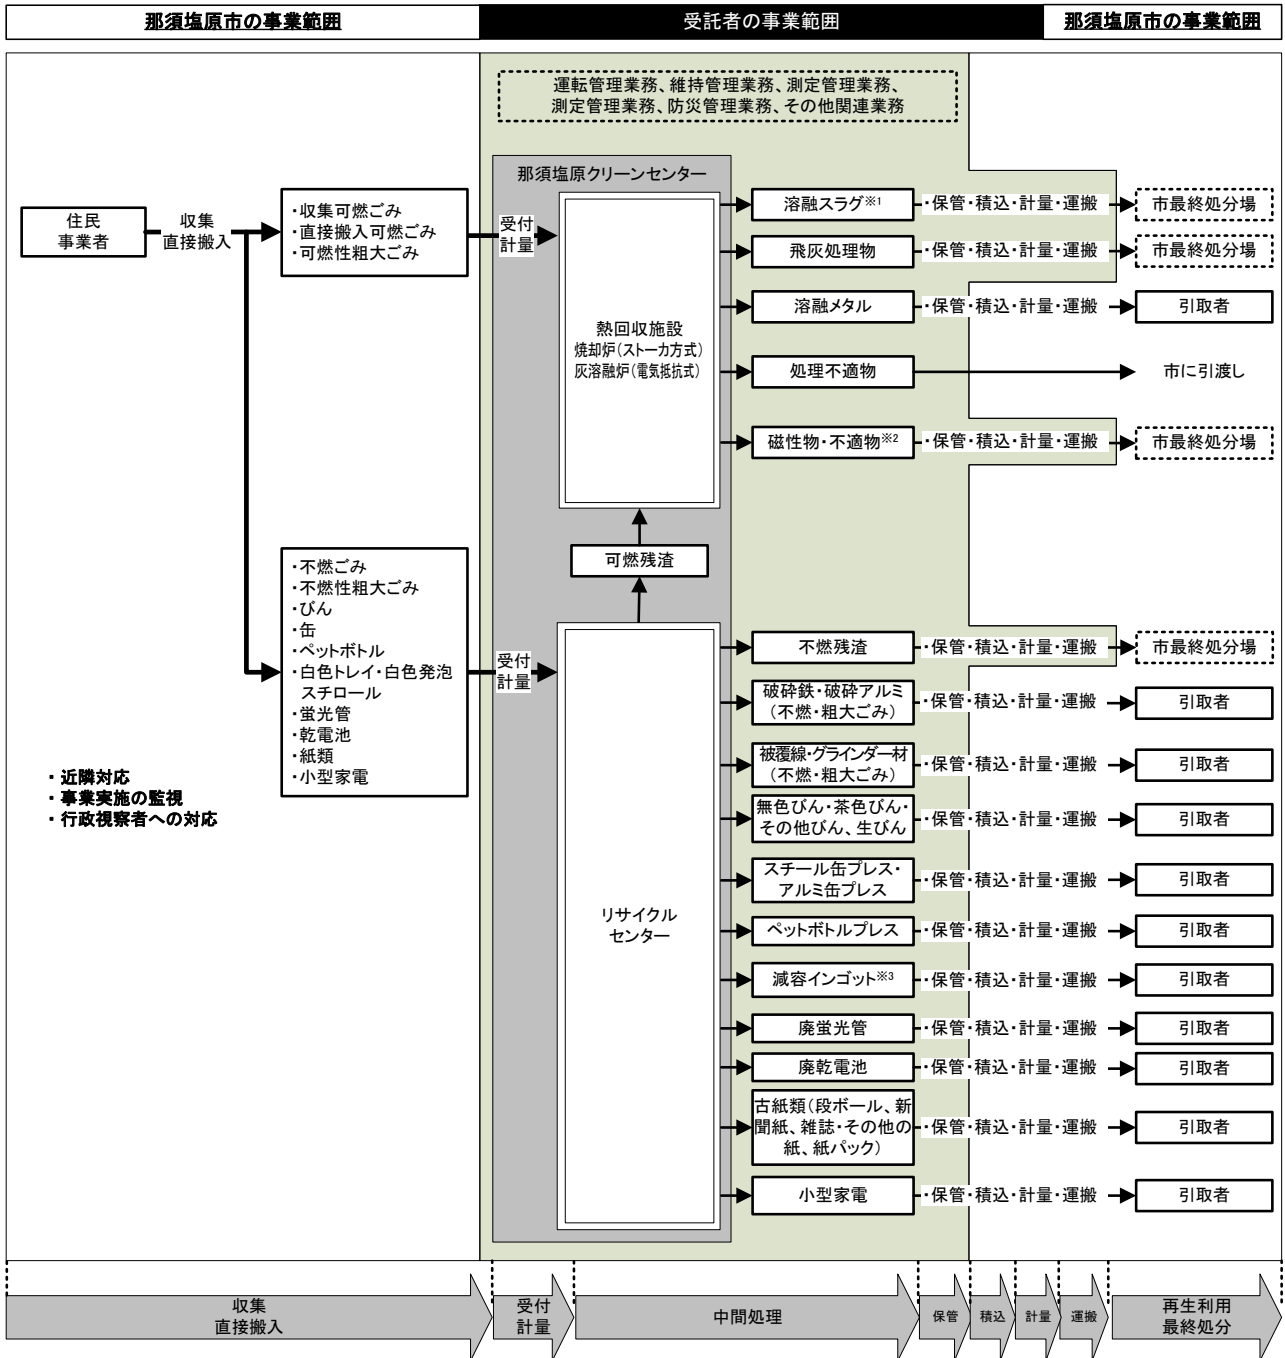 那須塩原市の事業範囲
受託者の事業範囲
那須塩原市の事業範囲
運転管理業務、維持管理業務、測定管理業務、
測定管理業務、防災管理業務、その他関連業務
那須塩原クリーンセンター
住民
事業者
収集
直接搬入
・収集可燃ごみ
・直接搬入可燃ごみ
・可燃性粗大ごみ
受付
計量
熱回収施設
焼却炉(ストーカ方式)
灰溶融炉(電気抵抗式)
溶融スラグ※1
・保管・積込・計量・運搬
市最終処分場
飛灰処理物
・保管・積込・計量・運搬
市最終処分場
溶融メタル
・保管・積込・計量・運搬
引取者
処理不適物
市に引渡し
磁性物・不適物※2
・保管・積込・計量・運搬
市最終処分場
可燃残渣
・不燃ごみ
・不燃性粗大ごみ
・びん
・缶
・ペットボトル
・白色トレイ・白色発泡
スチロール
・蛍光管
・乾電池
・紙類
・小型家電
受付
計量
・近隣対応
・事業実施の監視
・行政視察者への対応
リサイクル
センター
不燃残渣
・保管・積込・計量・運搬
市最終処分場
破砕鉄・破砕アルミ
(不燃・粗大ごみ)
・保管・積込・計量・運搬
引取者
被覆線・グラインダー材
(不燃・粗大ごみ)
・保管・積込・計量・運搬
引取者
無色びん・茶色びん・
その他びん、生びん
・保管・積込・計量・運搬
引取者
スチール缶プレス・
アルミ缶プレス
・保管・積込・計量・運搬
引取者
ペットボトルプレス
・保管・積込・計量・運搬
引取者
減容インゴット※3
・保管・積込・計量・運搬
引取者
廃蛍光管
・保管・積込・計量・運搬
引取者
廃乾電池
・保管・積込・計量・運搬
引取者
古紙類(段ボール、新
聞紙、雑誌・その他の
紙、紙パック)
・保管・積込・計量・運搬
引取者
小型家電
・保管・積込・計量・運搬
引取者
収集
直接搬入
受付
計量
中間処理
保管
積込
計量
運搬
再生利用
最終処分